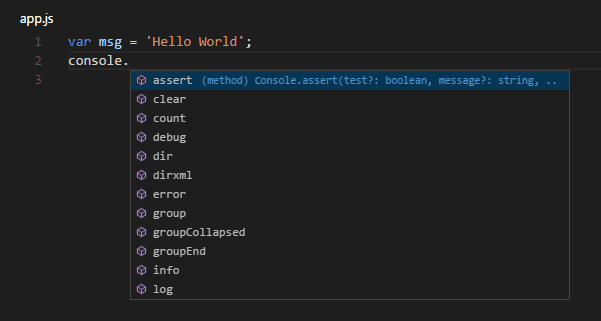 app.js
1 var msg = 'Hello World';
2 console.
3
assert (method) Console.assert(test?: boolean, message?: string, ..
clear
count
debug
dir
dirxml
error
group
groupCollapsed
groupEnd
info
log